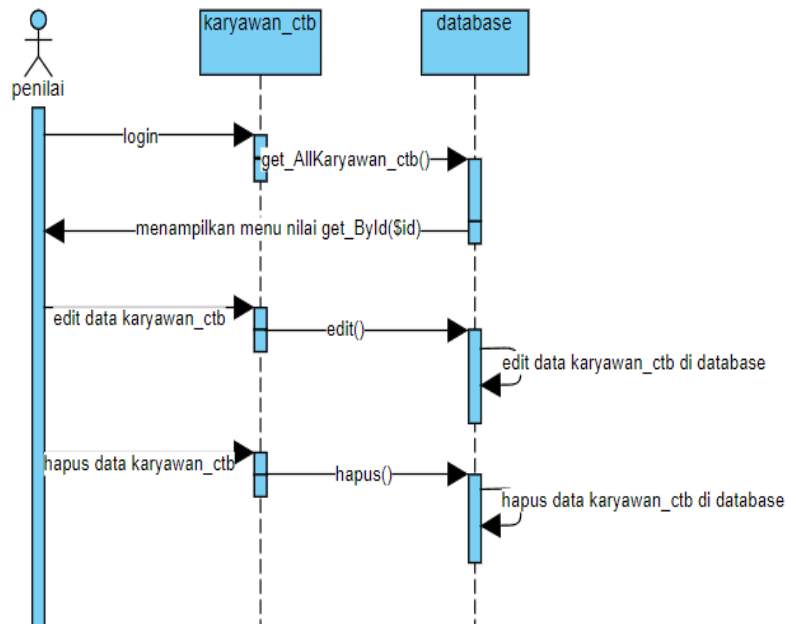 karyawan_ctb
database
penilai
login
get_AllKaryawan_ctb()
menampilkan menu nilai get_ById($id)
edit data karyawan_ctb
edit()
edit data karyawan_ctb di database
hapus data karyawan_ctb
hapus()
hapus data karyawan_ctb di database